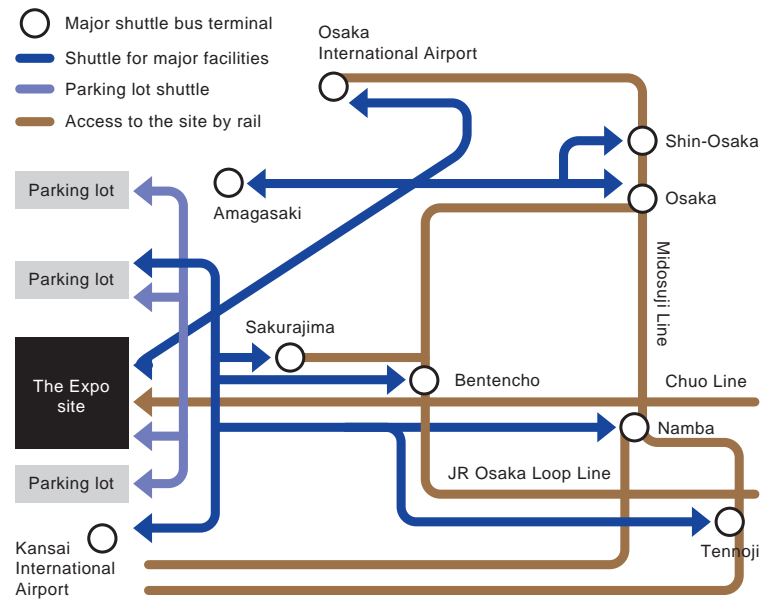 Major shuttle bus terminal
Shuttle for major facilities
Parking lot shuttle
Access to the site by rail
Osaka
International Airport
Shin-Osaka
Parking lot
Amagasaki
Osaka
Midosuji Line
Parking lot
Sakurajima
The Expo
site
Bentencho
Chuo Line
Namba
JR Osaka Loop Line
Parking lot
Kansai
International
Airport
Tennoji